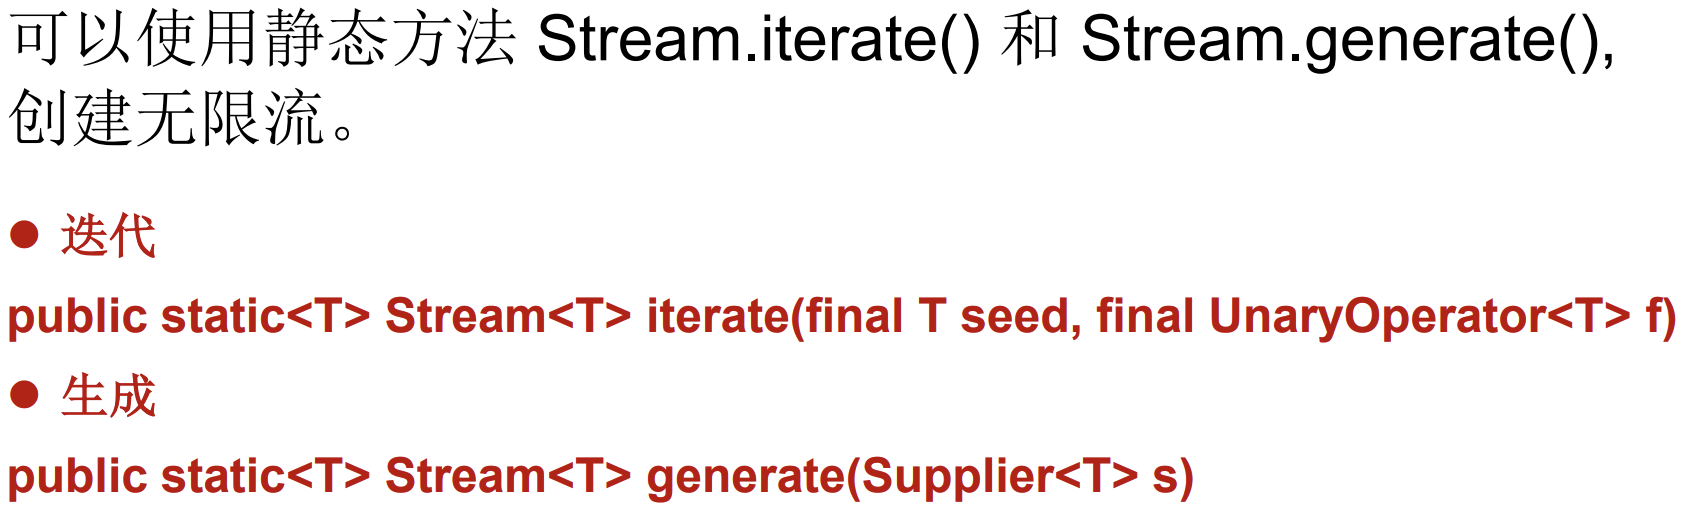 可以使用静态方法 Stream.iterate() 和 Stream.generate(),
创建无限流。
● 迭代
public static<T> Stream<T> iterate(final T seed, final UnaryOperator<T> f)
● 生成
public static<T> Stream<T> generate(Supplier<T> s)